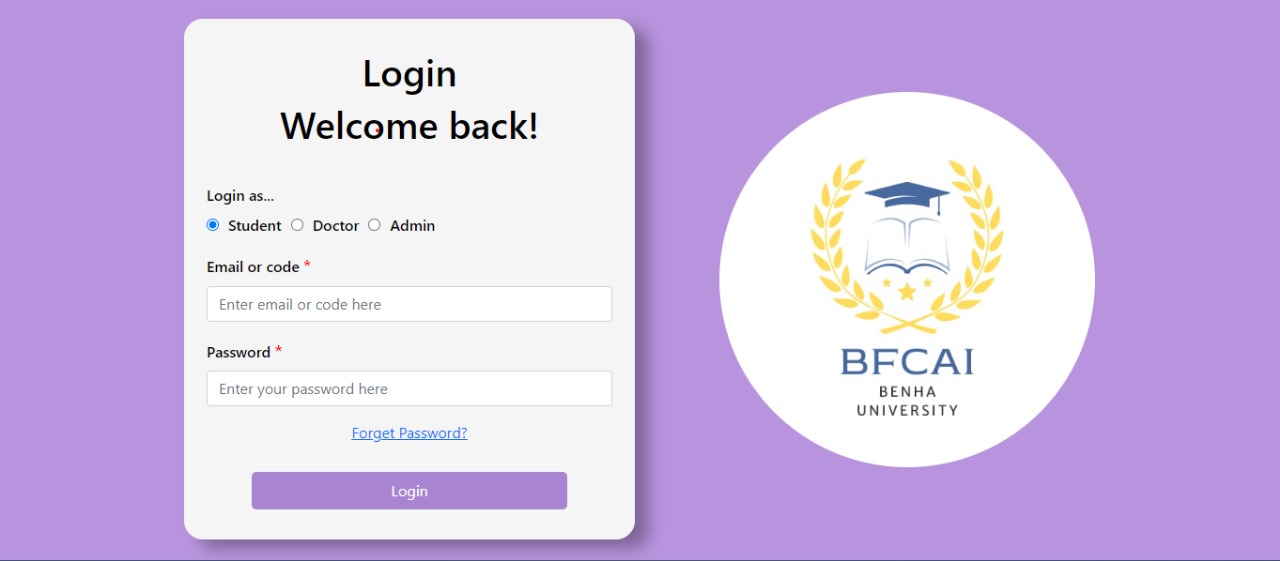 Login
Welcome back!
Login as...
Student Doctor Admin
Email or code *
Enter email or code here
Password *
Enter your password here
Forget Password?
Login
BFCAI
BENHA
UNIVERSITY